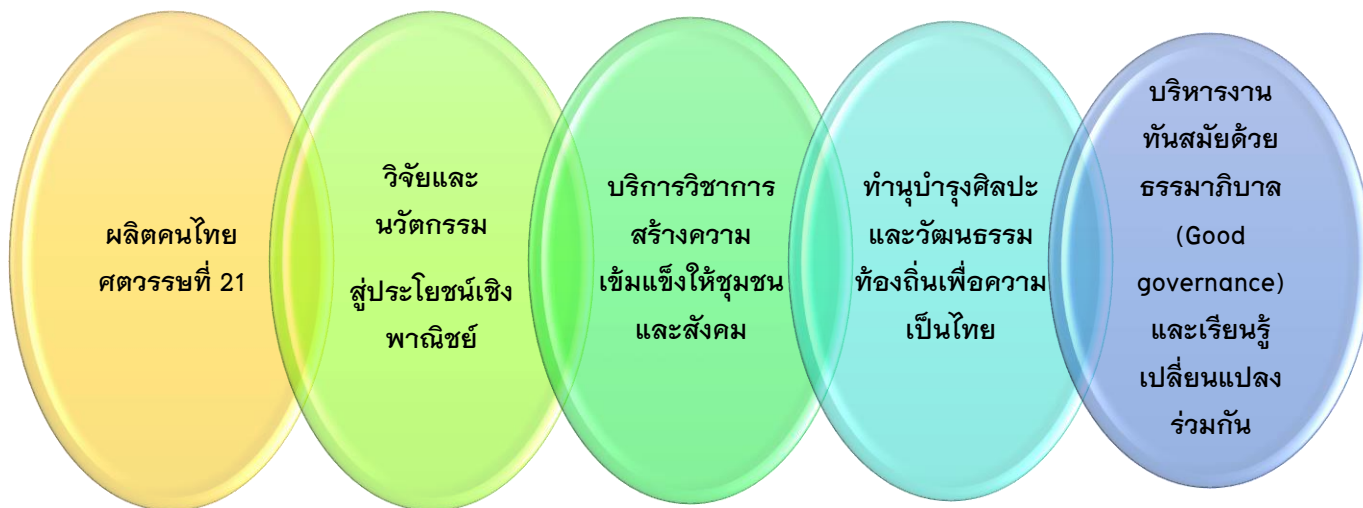 ผลิตคนไทย
ศตวรรษที่ 21
วิจัยและ
นวัตกรรม
สู่ประโยชน์เชิง
พาณิชย์
บริการวิชาการ
สร้างความ
เข้มแข็งให้ชุมชน
และสังคม
ทำนุบำรุงศิลปะ
และวัฒนธรรม
ท้องถิ่นเพื่อความ
เป็นไทย
บริหารงาน
ทันสมัยด้วย
ธรรมาภิบาล
(Good
governance)
และเรียนรู้
เปลี่ยนแปลง
ร่วมกัน